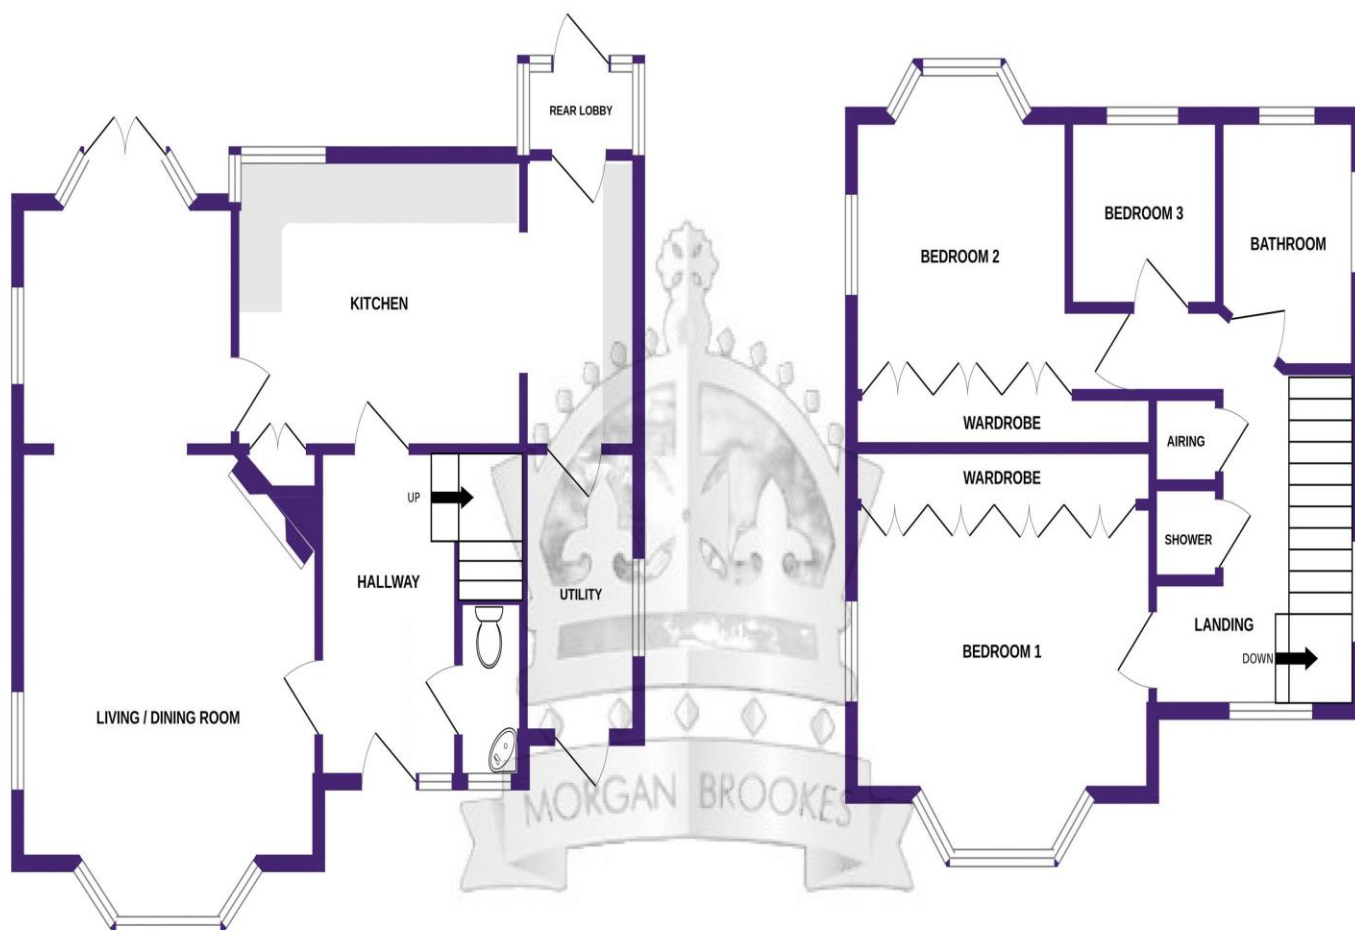 REAR LOBBY
KITCHEN
UP
HALLWAY
UTILITY
LIVING / DINING ROOM
BEDROOM 3
BATHROOM
BEDROOM 2
WARDROBE
AIRING
WARDROBE
SHOWER
LANDING
BEDROOM 1
DOWN
MORGAN BROOKES